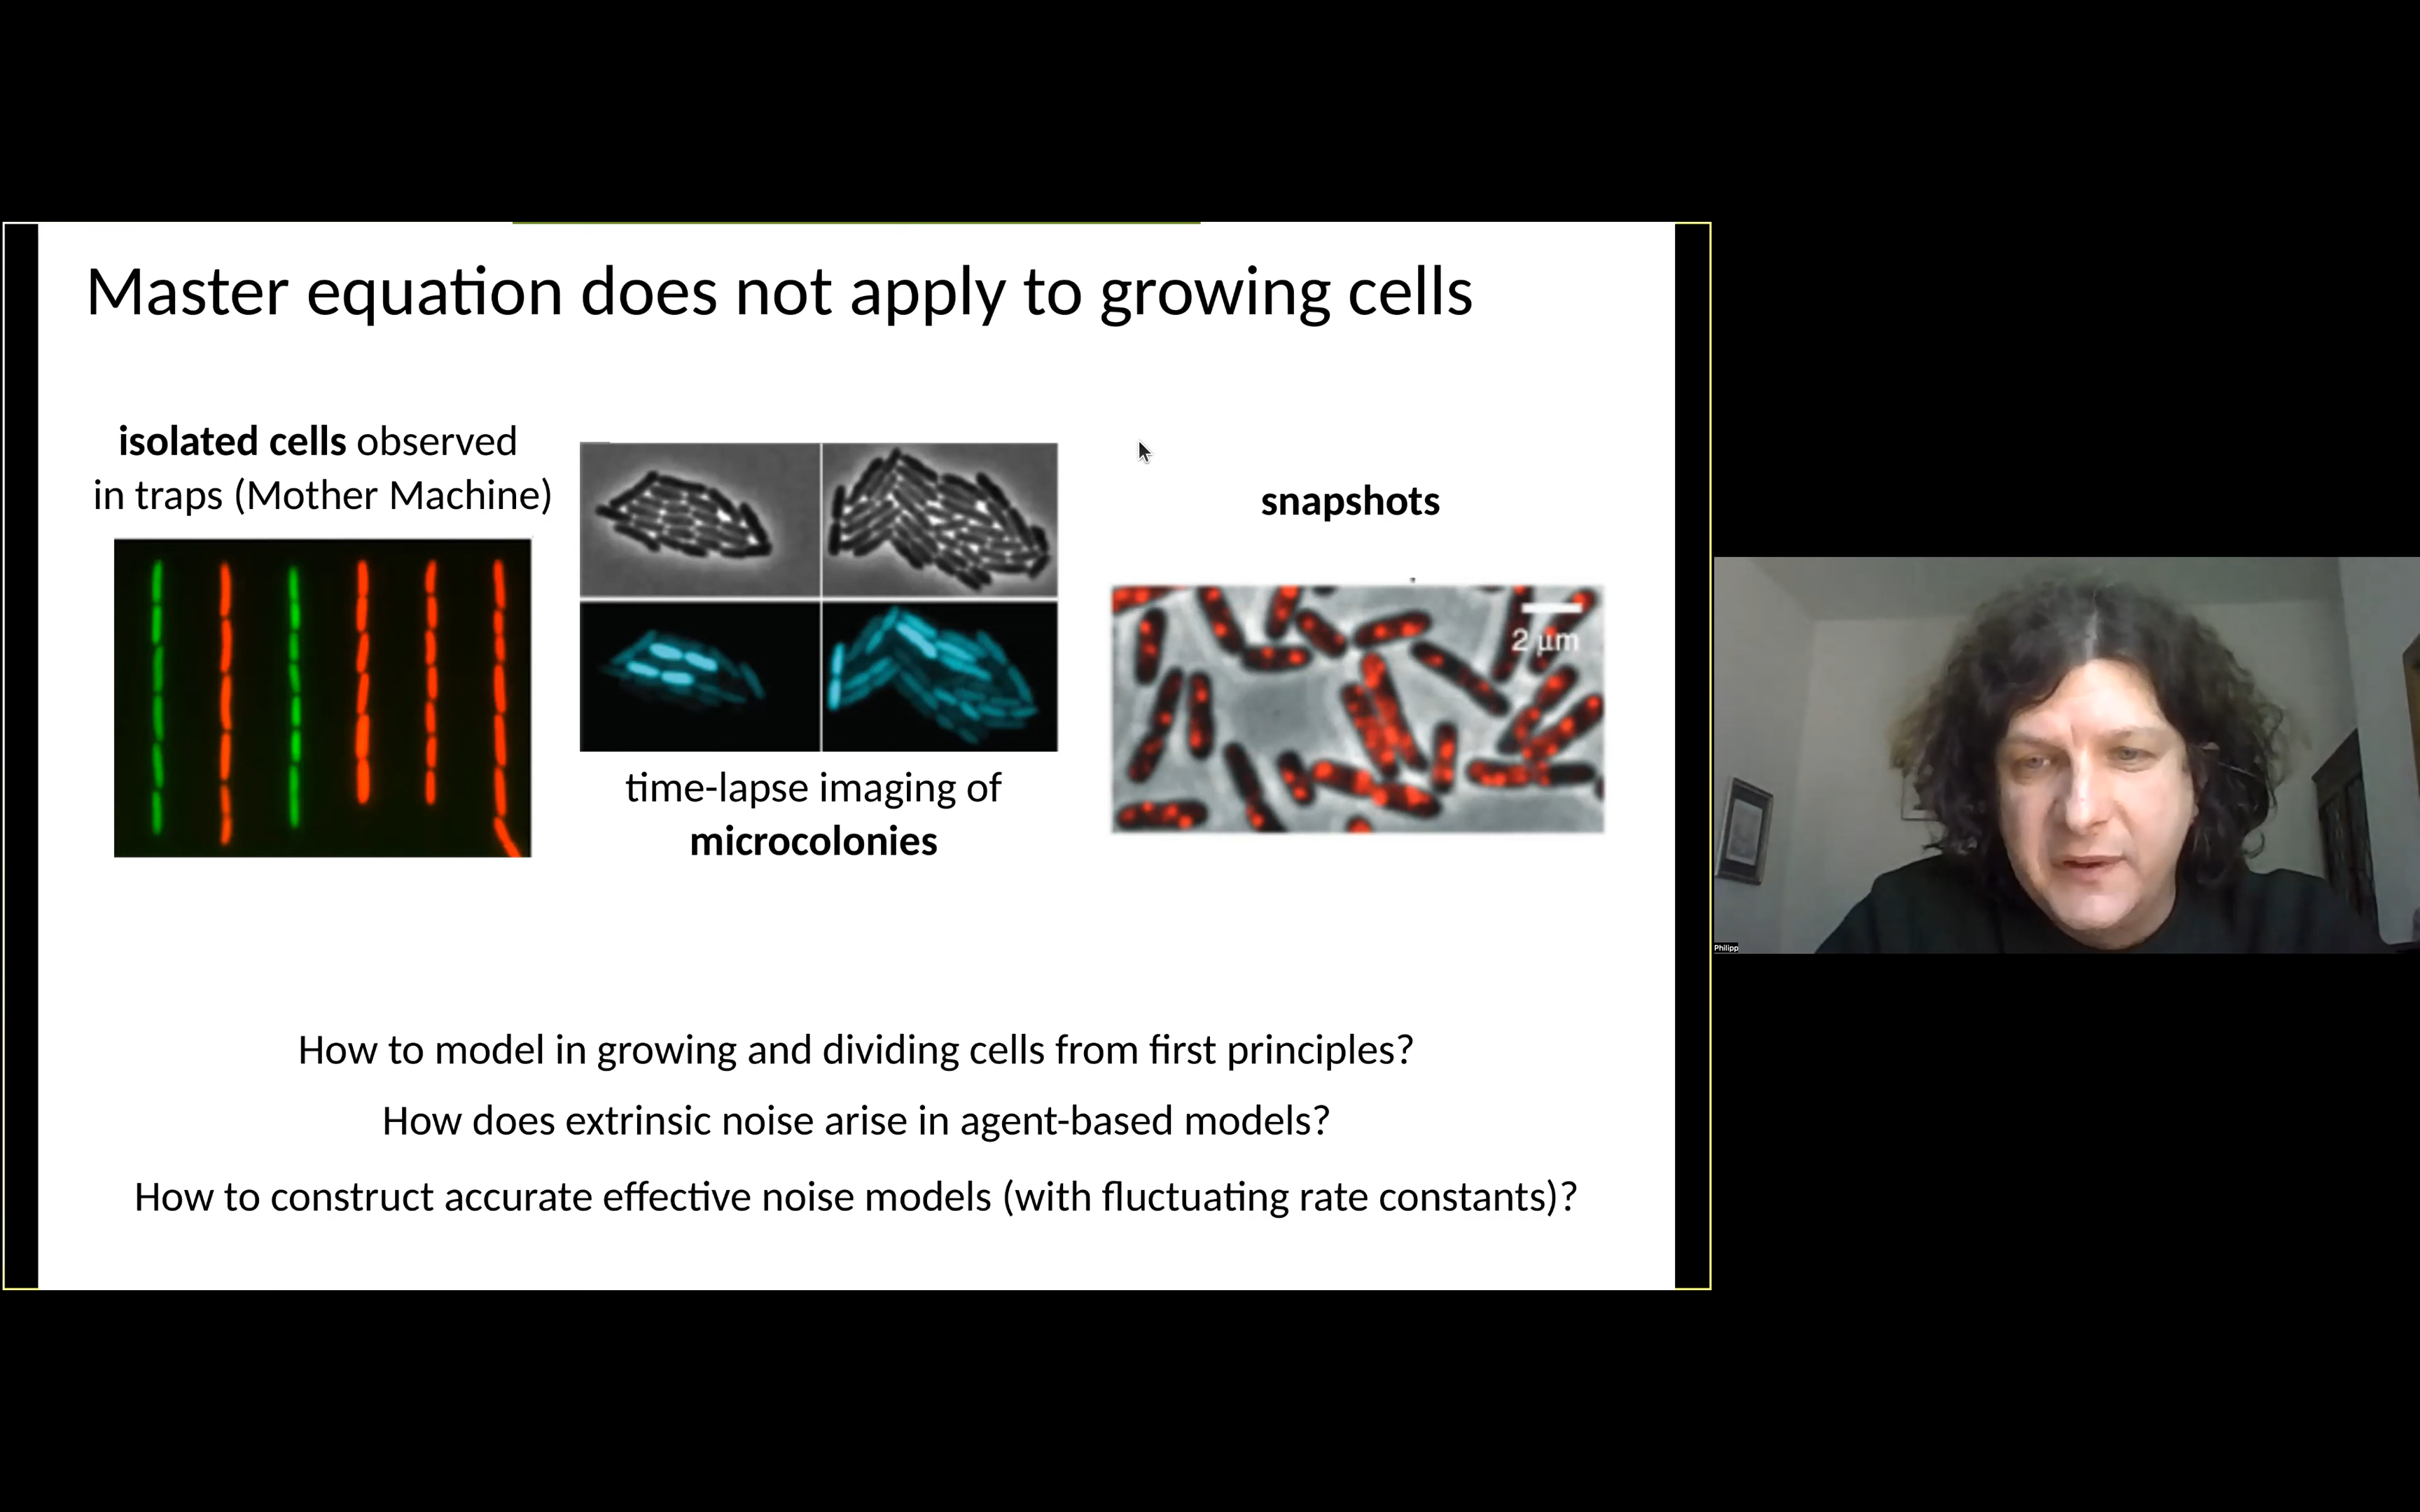 Master equation does not apply to growing cells
isolated cells observed
in traps (Mother Machine)
time-lapse imaging of
microcolonies
snapshots
2 µm
How to model in growing and dividing cells from first principles?
How does extrinsic noise arise in agent-based models?
How to construct accurate effective noise models (with fluctuating rate constants)?
Philipp